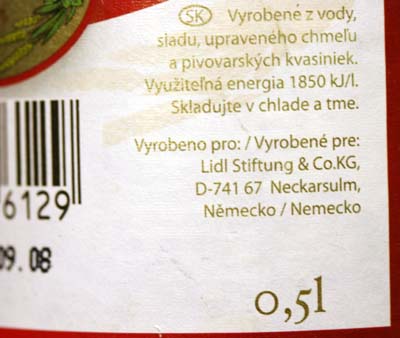 SK Vyrobené z vody,
sladu, upraveného chmeľu
a pivovarských kvasiniek.
Využiteľná energia 1850 kJ/l.
Skladujte v chlade a tme.
Vyrobeno pro: / Vyrobené pre:
Lidl Stiftung & Co.KG,
D-741 67 Neckarsulm,
Německo / Nemecko
6129
09. 08
0,5l